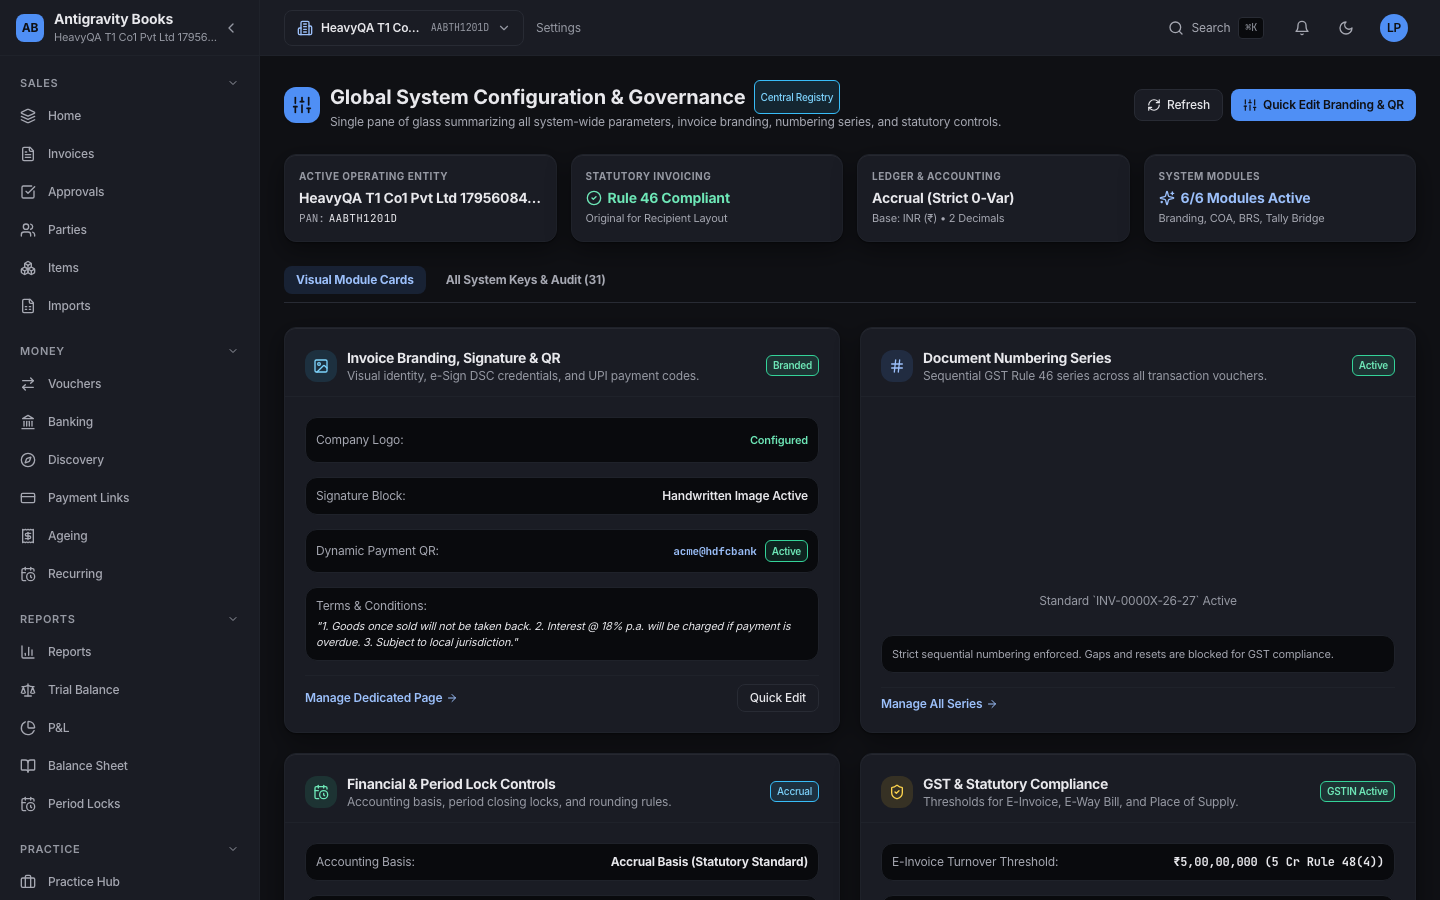 AB
Antigravity Books
HeavyQA T1 Co1 Pvt Ltd 17956...
SALES
Home
Invoices
Approvals
Parties
Items
Imports
MONEY
Vouchers
Banking
Discovery
Payment Links
Ageing
Recurring
REPORTS
Reports
Trial Balance
P&L
Balance Sheet
Period Locks
PRACTICE
Practice Hub
HeavyQA T1 Co... AABTH1201D
Settings
Search ⌘K
LP
Global System Configuration & Governance Central Registry
Single pane of glass summarizing all system-wide parameters, invoice branding, numbering series, and statutory controls.
Refresh
Quick Edit Branding & QR
ACTIVE OPERATING ENTITY
HeavyQA T1 Co1 Pvt Ltd 17956084...
PAN: AABTH1201D
STATUTORY INVOICING
Rule 46 Compliant
Original for Recipient Layout
LEDGER & ACCOUNTING
Accrual (Strict 0-Var)
Base: INR (₹) • 2 Decimals
SYSTEM MODULES
6/6 Modules Active
Branding, COA, BRS, Tally Bridge
Visual Module Cards
All System Keys & Audit (31)
Invoice Branding, Signature & QR
Visual identity, e-Sign DSC credentials, and UPI payment codes.
Branded
Company Logo: Configured
Signature Block: Handwritten Image Active
Dynamic Payment QR: acme@hdfcbank Active
Terms & Conditions:
"1. Goods once sold will not be taken back. 2. Interest @ 18% p.a. will be charged if payment is
overdue. 3. Subject to local jurisdiction."
Manage Dedicated Page →
Quick Edit
Document Numbering Series
Sequential GST Rule 46 series across all transaction vouchers.
Active
Standard `INV-0000X-26-27` Active
Strict sequential numbering enforced. Gaps and resets are blocked for GST compliance.
Manage All Series →
Financial & Period Lock Controls
Accounting basis, period closing locks, and rounding rules.
Accrual
Accounting Basis: Accrual Basis (Statutory Standard)
GST & Statutory Compliance
Thresholds for E-Invoice, E-Way Bill, and Place of Supply.
GSTIN Active
E-Invoice Turnover Threshold: ₹5,00,00,000 (5 Cr Rule 48(4))